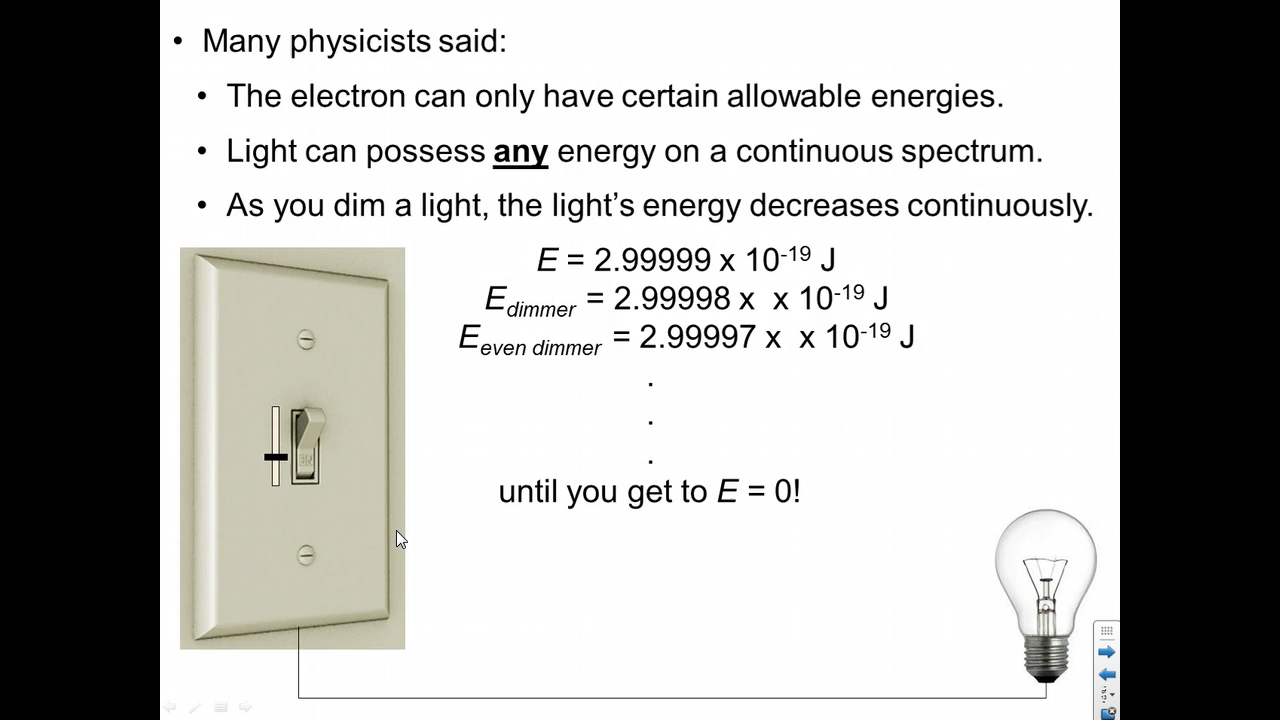 • Many physicists said:
• The electron can only have certain allowable energies.
• Light can possess any energy on a continuous spectrum.
• As you dim a light, the light’s energy decreases continuously.
E = 2.99999 x 10⁻¹⁹ J
E_dimmer = 2.99998 x  x 10⁻¹⁹ J
E_even dimmer = 2.99997 x  x 10⁻¹⁹ J
.
.
.
until you get to E = 0!